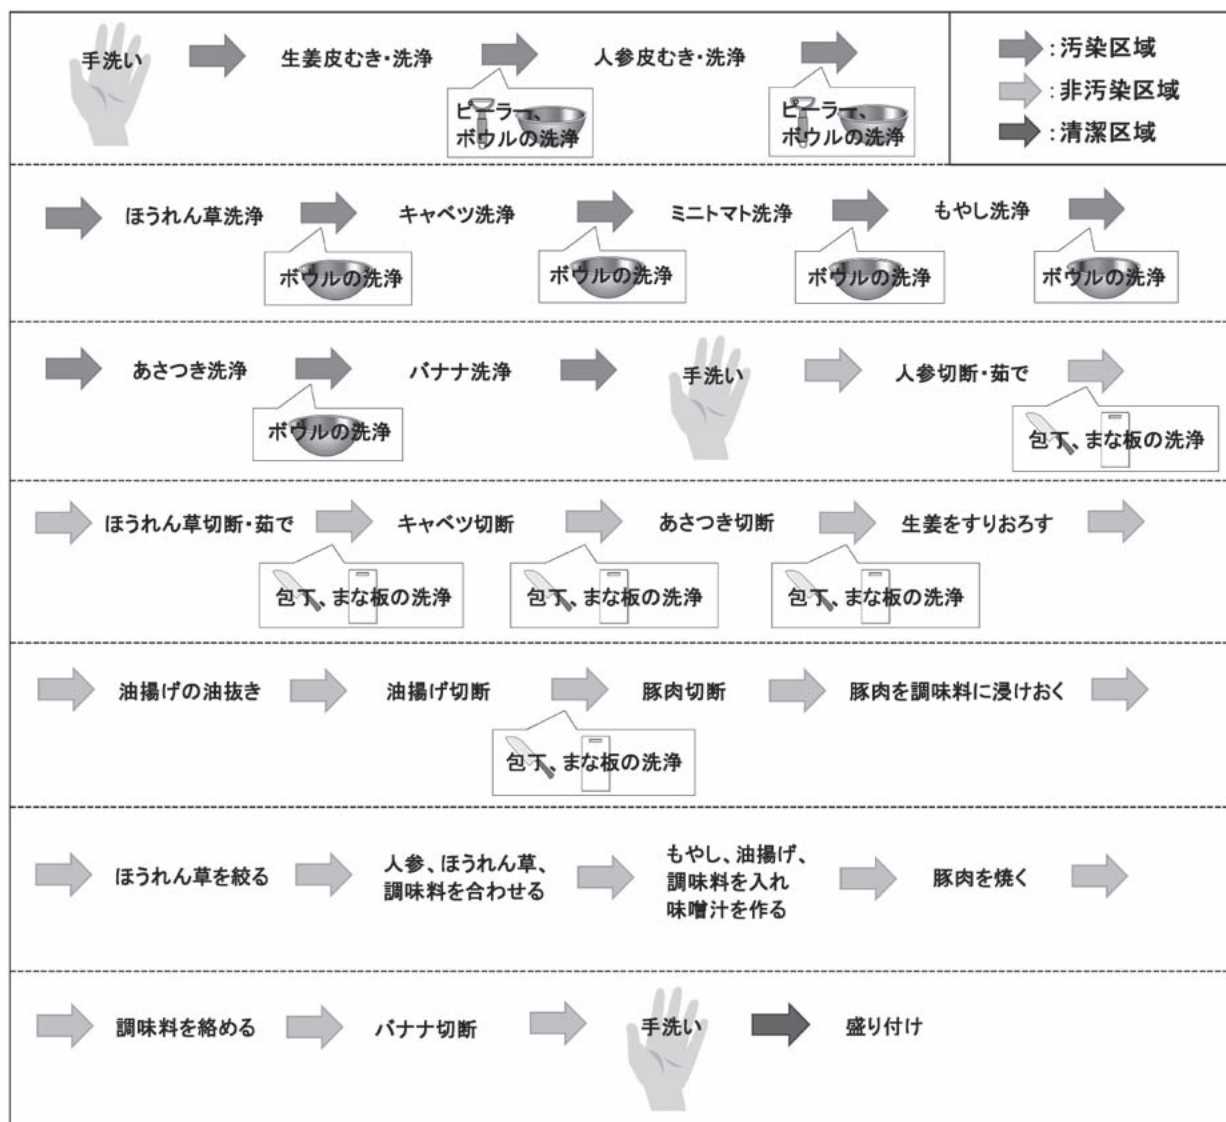 手洗い
生姜皮むき・洗浄
ピーラー、
ボウルの洗浄
人参皮むき・洗浄
ピーラー、
ボウルの洗浄
:汚染区域
:非汚染区域
:清潔区域
ほうれん草洗浄
ボウルの洗浄
キャベツ洗浄
ボウルの洗浄
ミニトマト洗浄
ボウルの洗浄
もやし洗浄
ボウルの洗浄
あさつき洗浄
ボウルの洗浄
バナナ洗浄
手洗い
人参切断・茹で
包丁、まな板の洗浄
ほうれん草切断・茹で
包丁、まな板の洗浄
キャベツ切断
包丁、まな板の洗浄
あさつき切断
包丁、まな板の洗浄
生姜をすりおろす
油揚げの油抜き
油揚げ切断
包丁、まな板の洗浄
豚肉切断
豚肉を調味料に浸けおく
ほうれん草を絞る
人参、ほうれん草、
調味料を合わせる
もやし、油揚げ、
調味料を入れ
味噌汁を作る
豚肉を焼く
調味料を絡める
バナナ切断
手洗い
盛り付け